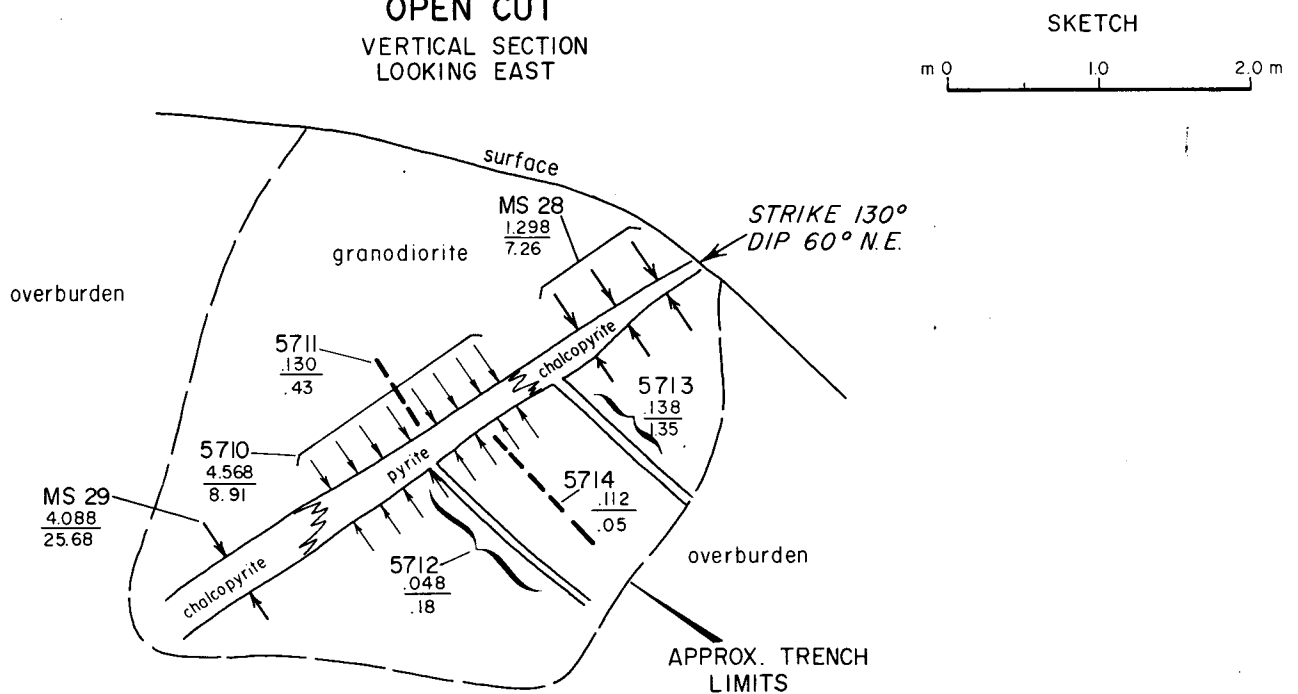 OPEN CUT
VERTICAL SECTION
LOOKING EAST
SKETCH
m 0 1.0 2.0 m
surface
MS 28
1.298
7.26
STRIKE 130°
DIP 60° N.E.
granodiorite
overburden
5711
.130
.43
chalcopyrite
5713
.138
1.35
5710
4.568
8.91
pyrite
MS 29
4.088
25.68
5714
.112
.05
5712
.048
.18
overburden
chalcopyrite
APPROX. TRENCH
LIMITS